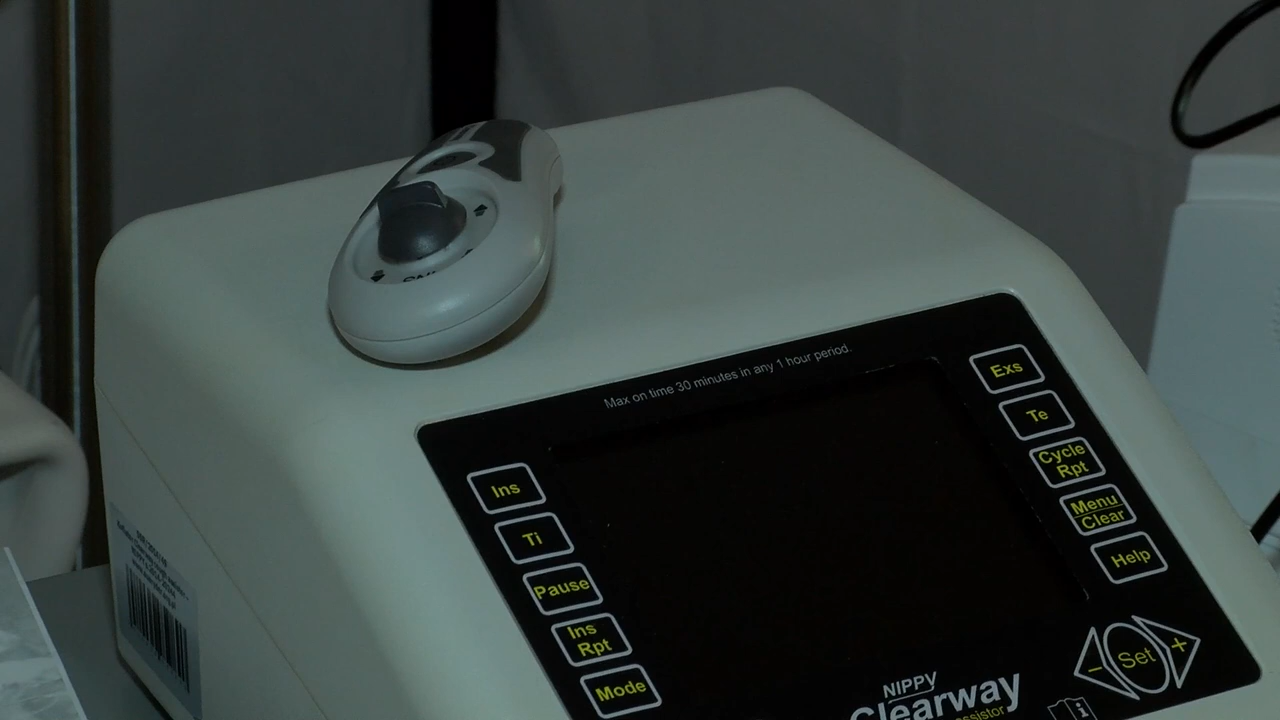 Max on time 30 minutes in any 1 hour period.
Exs
Te
Cycle
Rpt
Menu
Clear
Help
Ins
Ti
Pause
Ins
Rpt
Mode
- Set +
NIPPY
Clearway
i